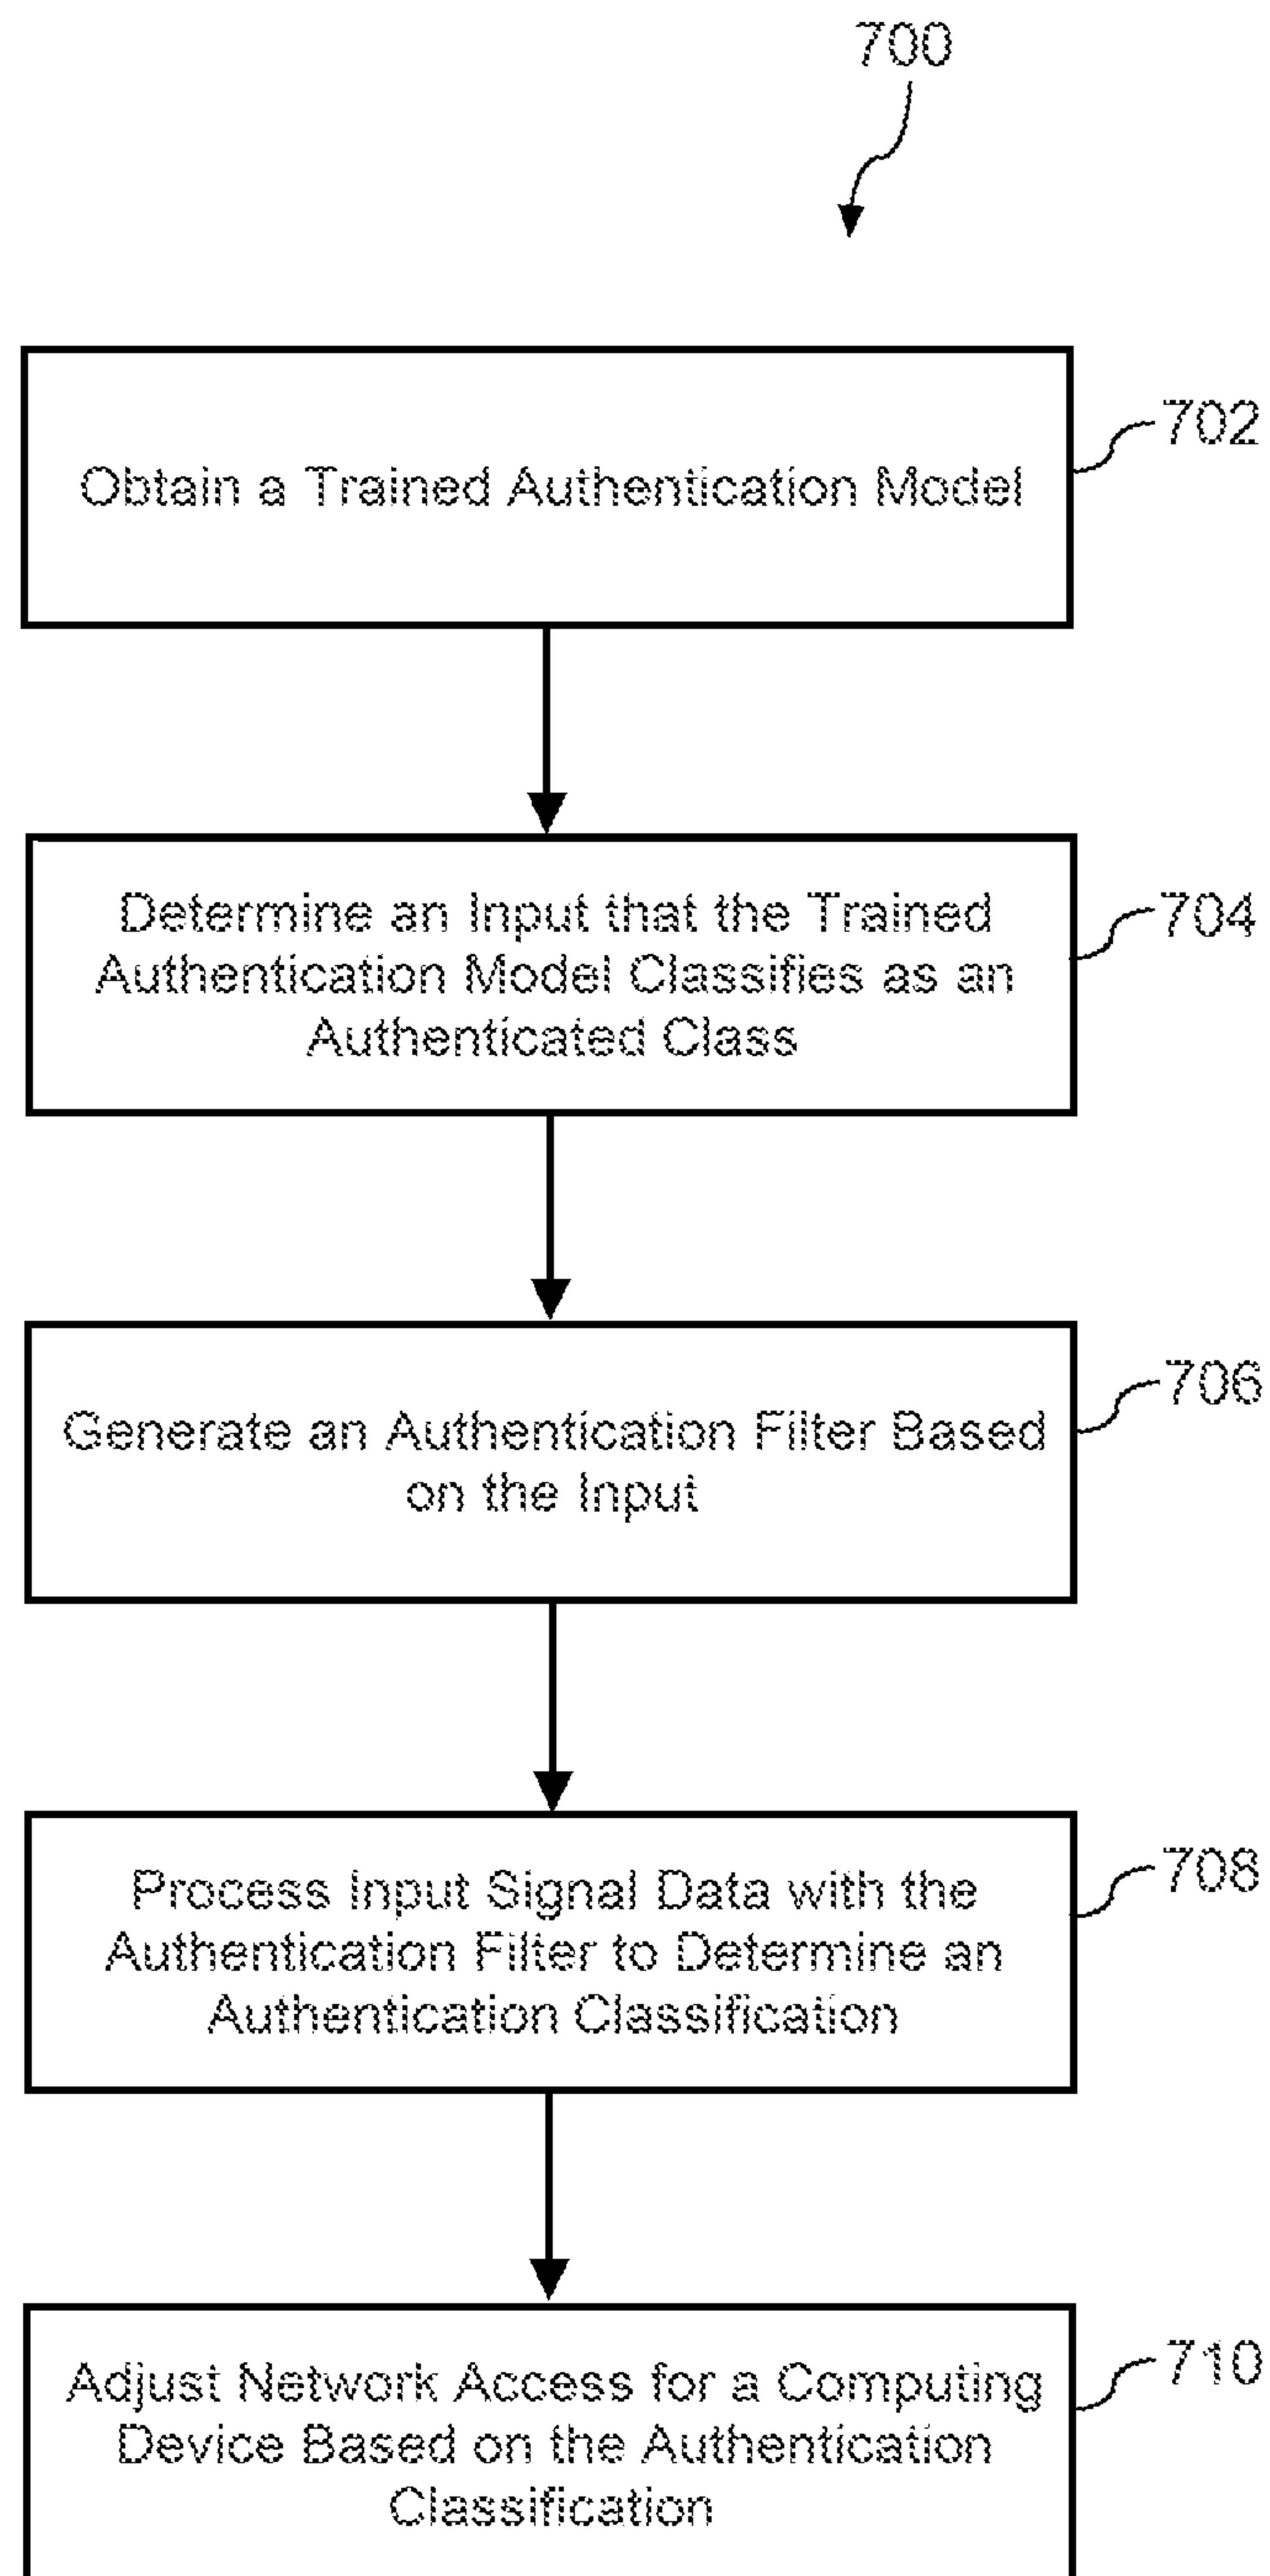 700
Obtain a Trained Authentication Model
702
Determine an Input that the Trained
Authentication Model Classifies as an
Authenticated Class
704
Generate an Authentication Filter Based
on the Input
706
Process Input Signal Data with the
Authentication Filter to Determine an
Authentication Classification
708
Adjust Network Access for a Computing
Device Based on the Authentication
Classification
710